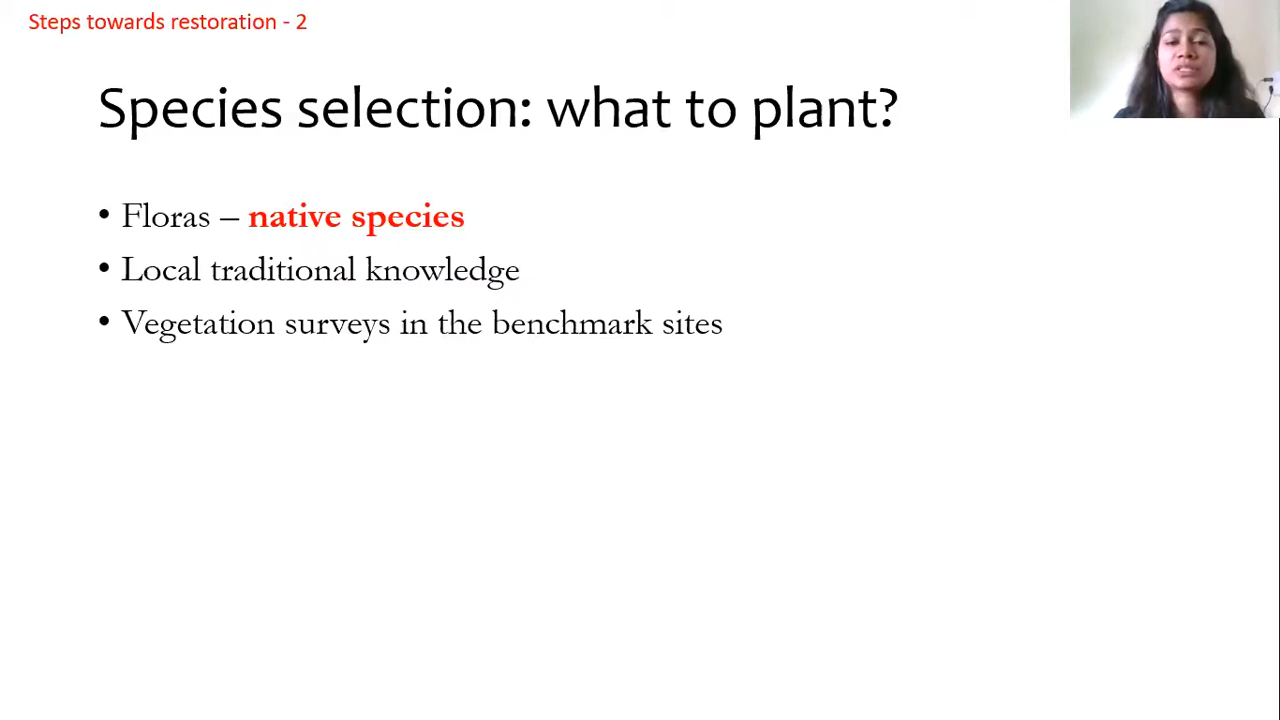 Steps towards restoration - 2
Species selection: what to plant?
• Floras – native species
• Local traditional knowledge
• Vegetation surveys in the benchmark sites